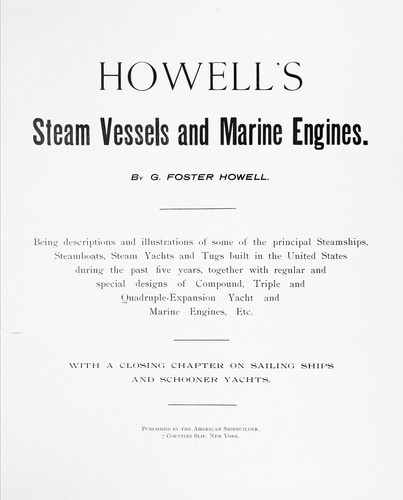 HOWELL'S
Steam Vessels and Marine Engines.
BY G. FOSTER HOWELL.
Being descriptions and illustrations of some of the principal Steamships,
Steamboats, Steam Yachts and Tugs built in the United States
during the past five years, together with regular and
special designs of Compound, Triple and
Quadruple-Expansion Yacht and
Marine Engines, Etc.
WITH A CLOSING CHAPTER ON SAILING SHIPS
AND SCHOONER YACHTS.
PUBLISHED BY THE AMERICAN SHIPBUILDER,
7 COENTIES SLIP, NEW YORK.